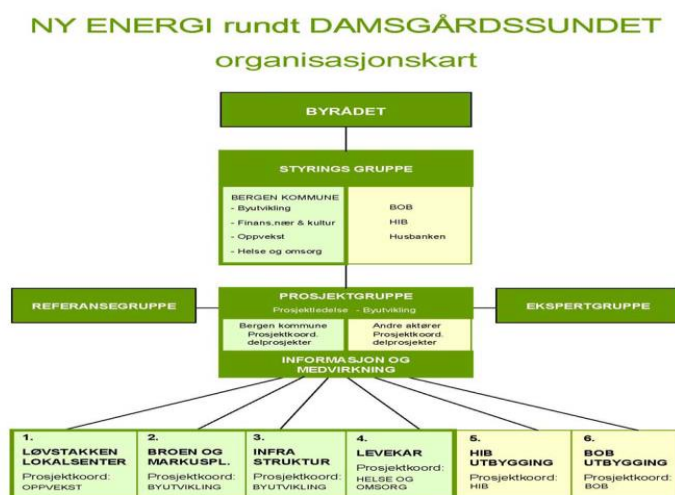 NY ENERGI rundt DAMSGÅRDSSUNDET
organisasjonskart
BYRÅDET
STYRINGS GRUPPE
BERGEN KOMMUNE
- Byutvikling
- Finans.nær & kultur
- Oppvekst
- Helse og omsorg
BOB
HIB
Husbanken
REFERANSEGRUPPE
PROSJEKTGRUPPE
Prosjektledelse - Byutvikling
Bergen kommune
Prosjektkoord.
delprosjekter
Andre aktører
Prosjektkoord.
delprosjekter
INFORMASJON OG
MEDVIRKNING
EKSPERTGRUPPE
1.
LØVSTAKKEN
LOKALSENTER
Prosjektkoord:
OPPVEKST
2.
BROEN OG
MARKUSPL.
Prosjektkoord:
BYUTVIKLING
3.
INFRA
STRUKTUR
Prosjektkoord:
BYUTVIKLING
4.
LEVEKÅR
Prosjektkoord:
HELSE OG
OMSORG
5.
HIB
UTBYGGING
Prosjektkoord:
HIB
6.
BOB
UTBYGGING
Prosjektkoord:
BOB